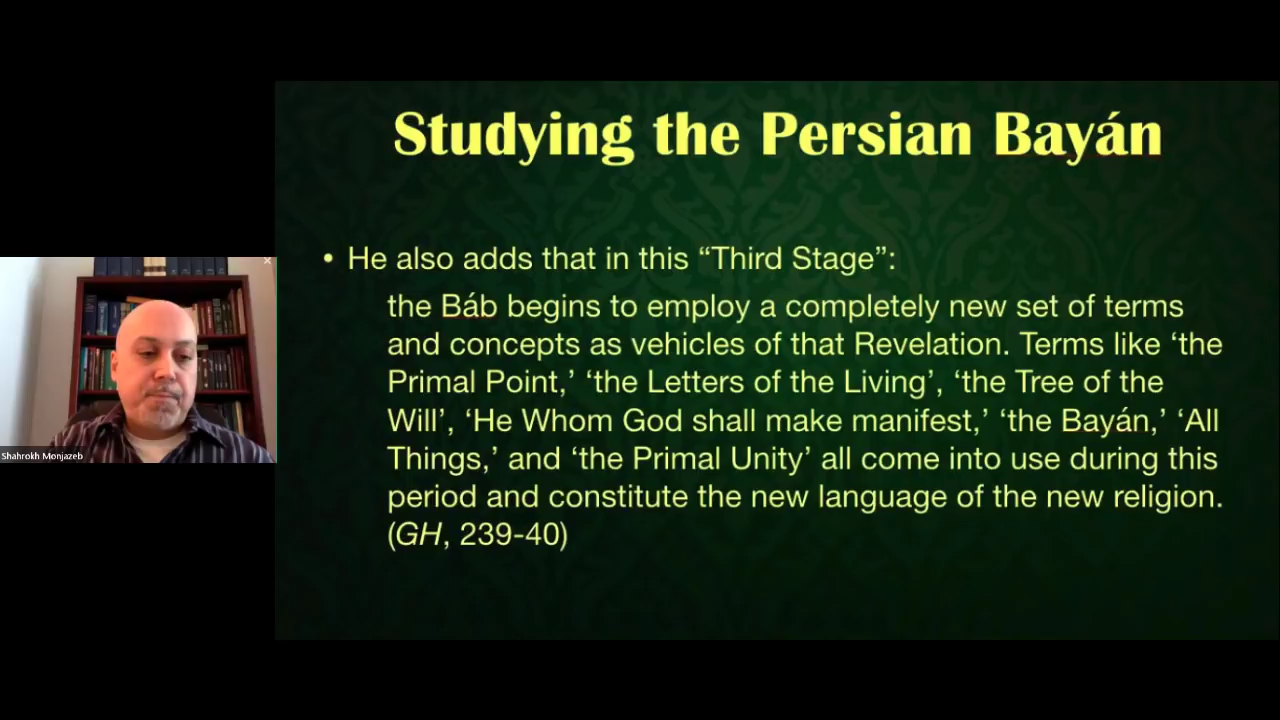 Studying the Persian Bayán
• He also adds that in this “Third Stage”:
the Báb begins to employ a completely new set of terms
and concepts as vehicles of that Revelation. Terms like ‘the
Primal Point,’ ‘the Letters of the Living’, ‘the Tree of the
Will’, ‘He Whom God shall make manifest,’ ‘the Bayán,’ ‘All
Things,’ and ‘the Primal Unity’ all come into use during this
period and constitute the new language of the new religion.
(GH, 239-40)
Shahrokh Monjazeb